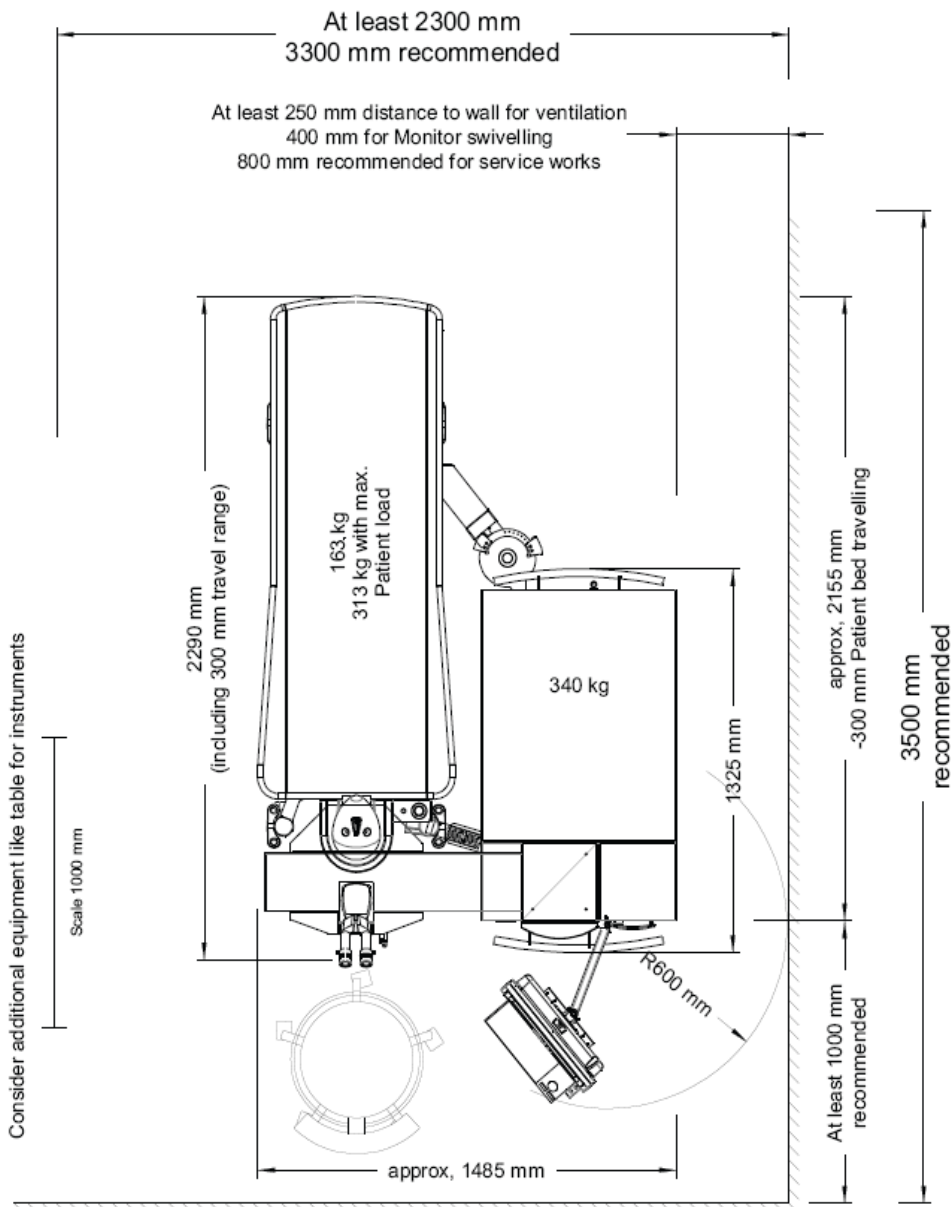 At least 2300 mm
3300 mm recommended
At least 250 mm distance to wall for ventilation
400 mm for Monitor swivelling
800 mm recommended for service works
2290 mm
(including 300 mm travel range)
163.kg
313 kg with max.
Patient load
340 kg
1325 mm
approx, 2155 mm
-300 mm Patient bed travelling
3500 mm
recommended
Consider additional equipment like table for instruments
Scale 1000 mm
R600 mm
At least 1000 mm
recommended
approx, 1485 mm